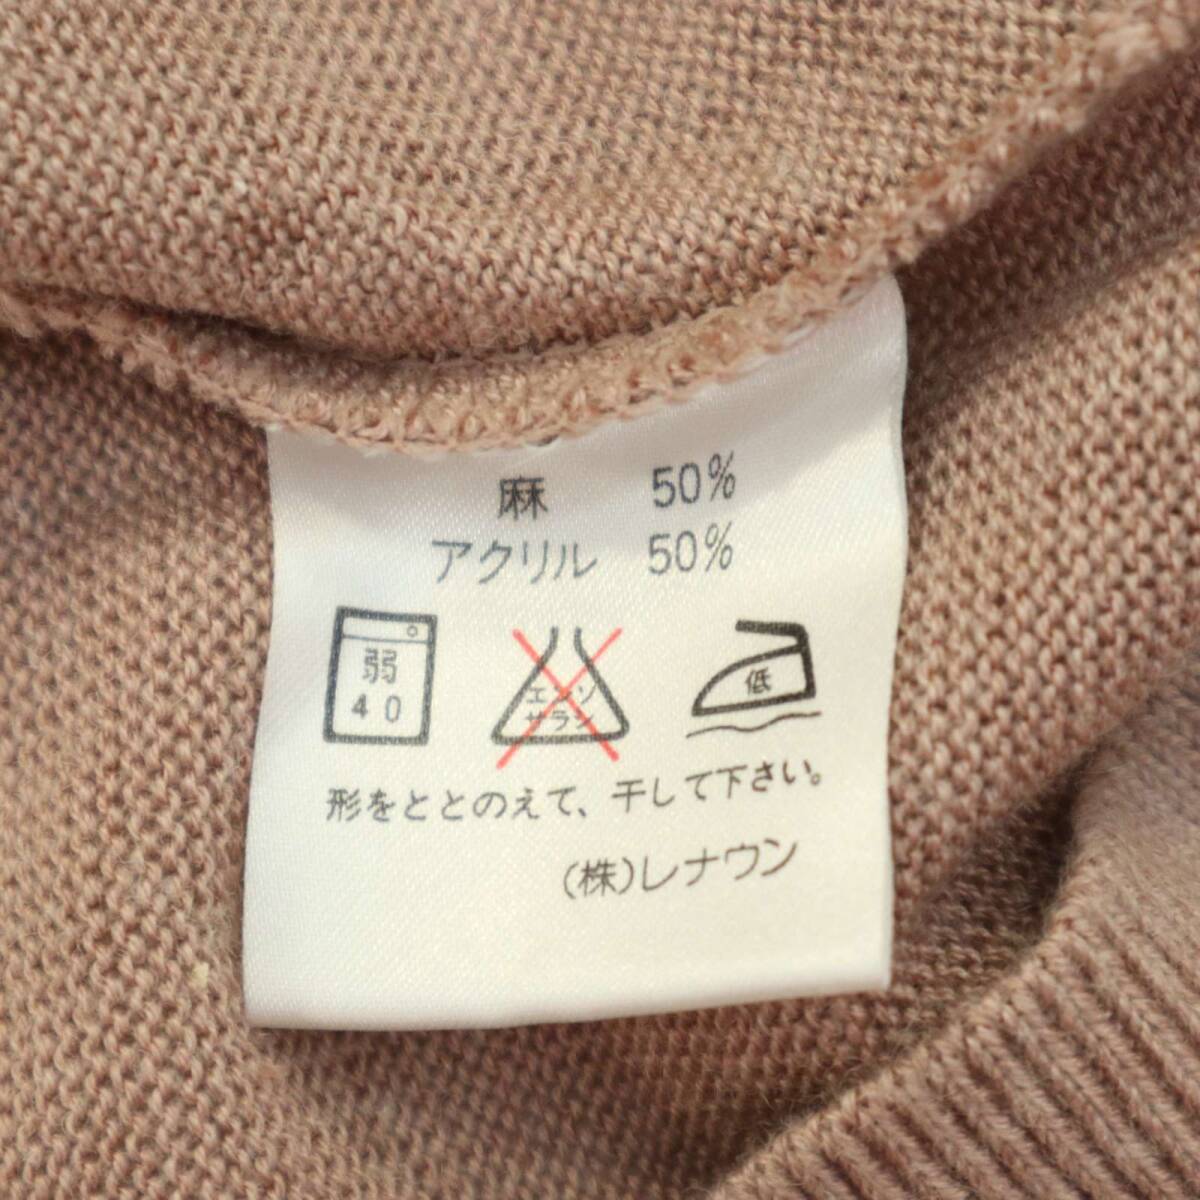 麻 50%
アクリル 50%
弱
40
エンソ
サラシ
低
形をととのえて、干して下さい。
(株)レナウン